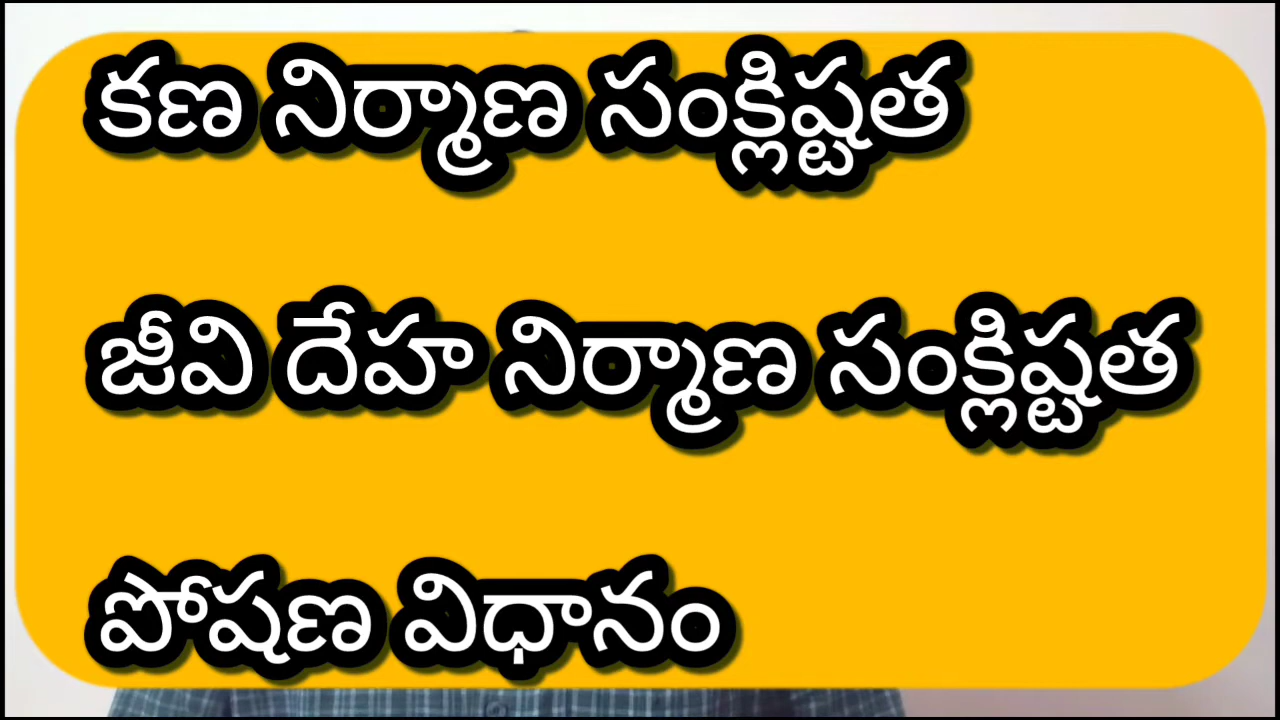 కణ నిర్మాణ సంక్లిష్టత
జీవి దేహ నిర్మాణ సంక్లిష్టత
పోషణ విధానం